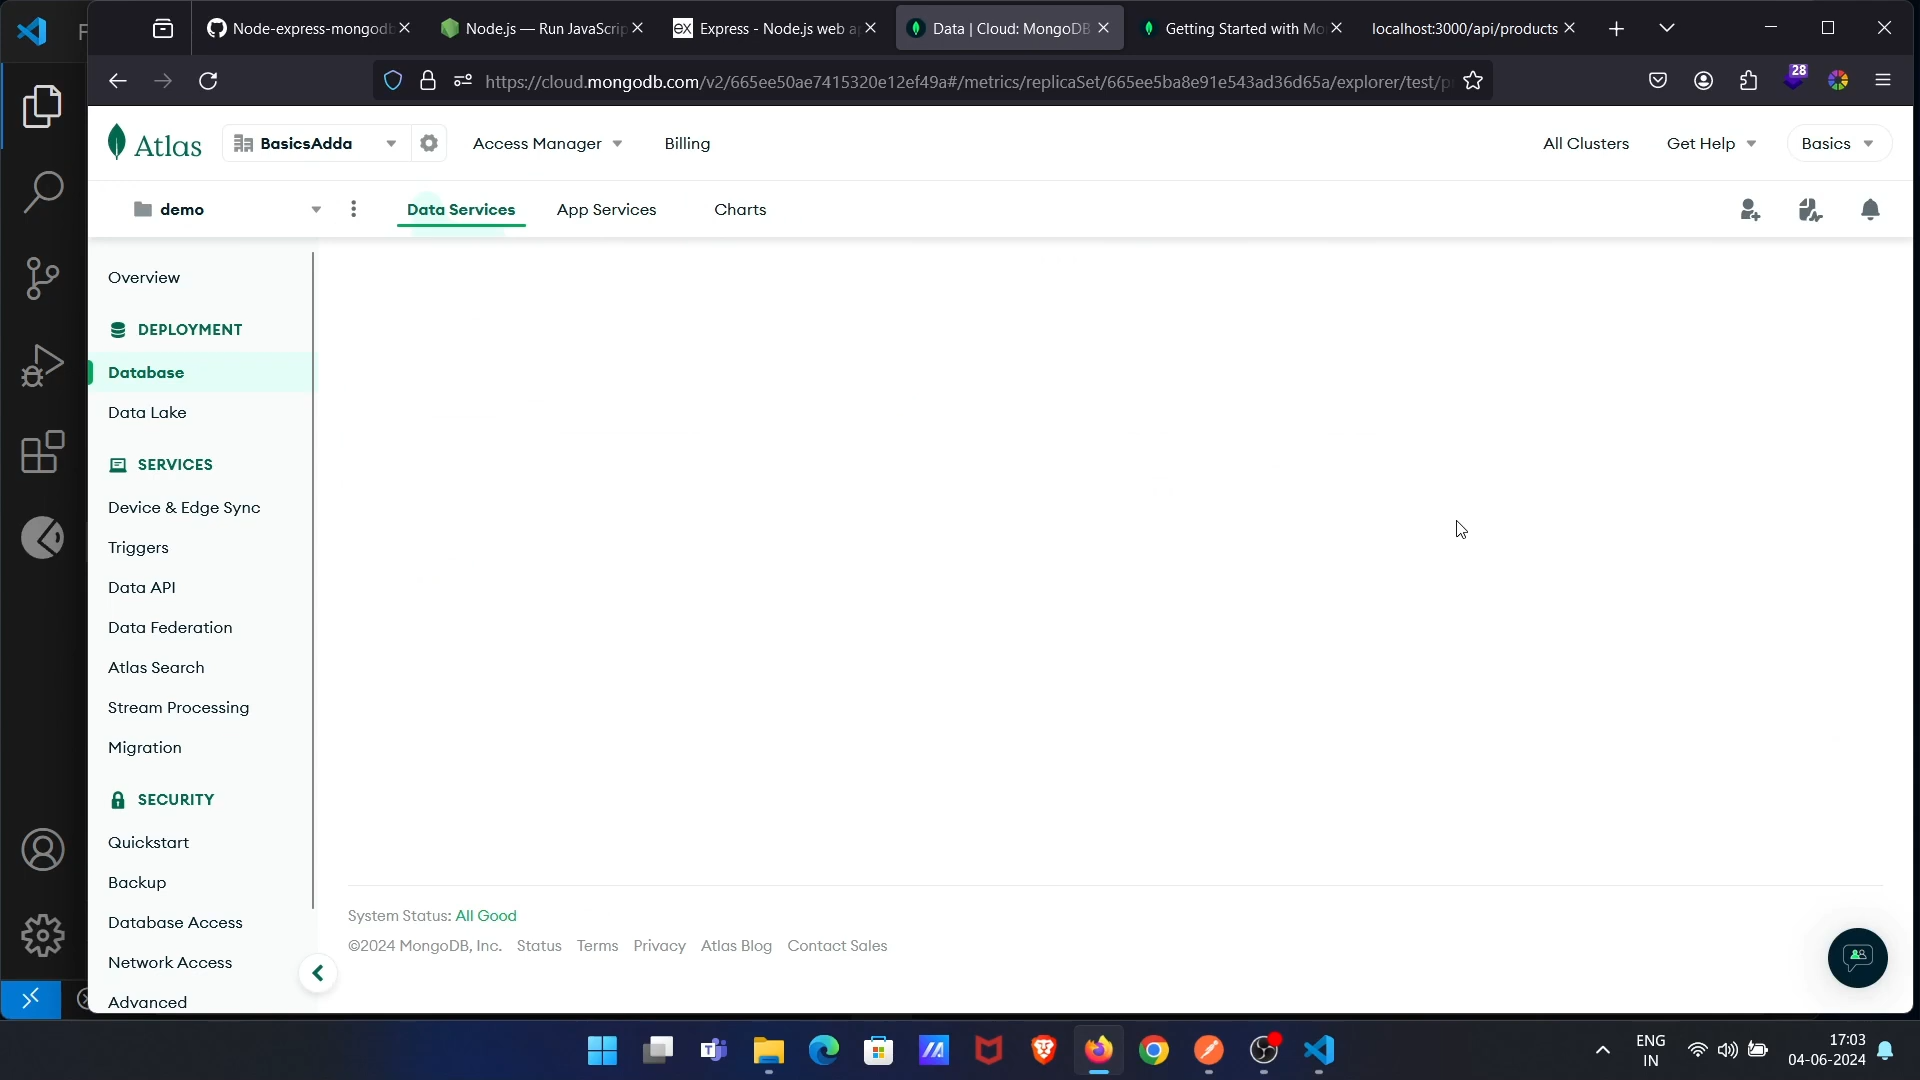 Node-express-mongodb
Node.js — Run JavaScrip
ex Express - Node.js web a
Data | Cloud: MongoDB
Getting Started with Mo
localhost:3000/api/products
https://cloud.mongodb.com/v2/665ee50ae7415320e12ef49a#/metrics/replicaSet/665ee5ba8e91e543ad36d65a/explorer/test/p
28
Atlas
BasicsAdda
Access Manager
Billing
All Clusters
Get Help
Basics
demo
Data Services
App Services
Charts
Overview
DEPLOYMENT
Database
Data Lake
SERVICES
Device & Edge Sync
Triggers
Data API
Data Federation
Atlas Search
Stream Processing
Migration
SECURITY
Quickstart
Backup
Database Access
Network Access
Advanced
System Status: All Good
©2024 MongoDB, Inc. Status Terms Privacy Atlas Blog Contact Sales
ENG
IN
17:03
04-06-2024